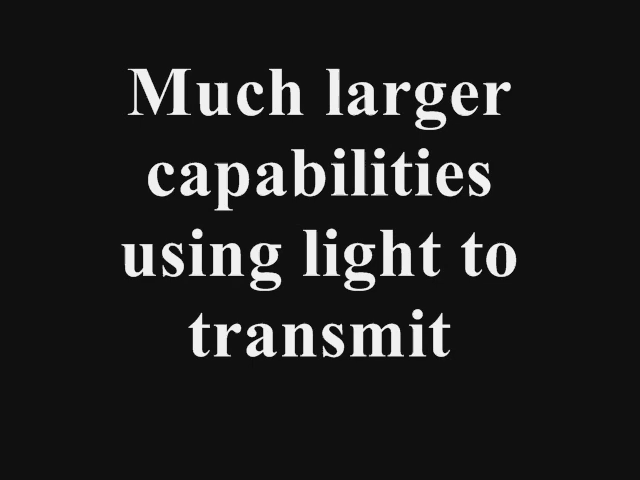 Much larger
capabilities
using light to
transmit